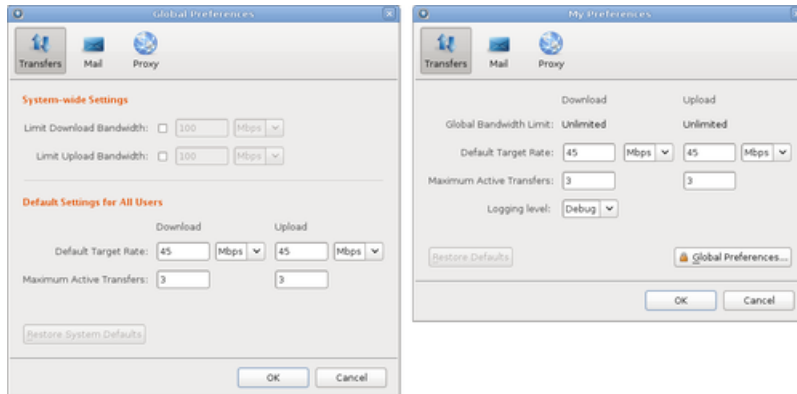 Global Preferences
Transfers Mail Proxy
System-wide Settings
Limit Download Bandwidth: 100 Mbps
Limit Upload Bandwidth: 100 Mbps
Default Settings for All Users
Download Upload
Default Target Rate: 45 Mbps 45 Mbps
Maximum Active Transfers: 3 3
Restore System Defaults
OK Cancel
My Preferences
Transfers Mail Proxy
Download Upload
Global Bandwidth Limit: Unlimited Unlimited
Default Target Rate: 45 Mbps 45 Mbps
Maximum Active Transfers: 3 3
Logging level: Debug
Restore Defaults Global Preferences...
OK Cancel